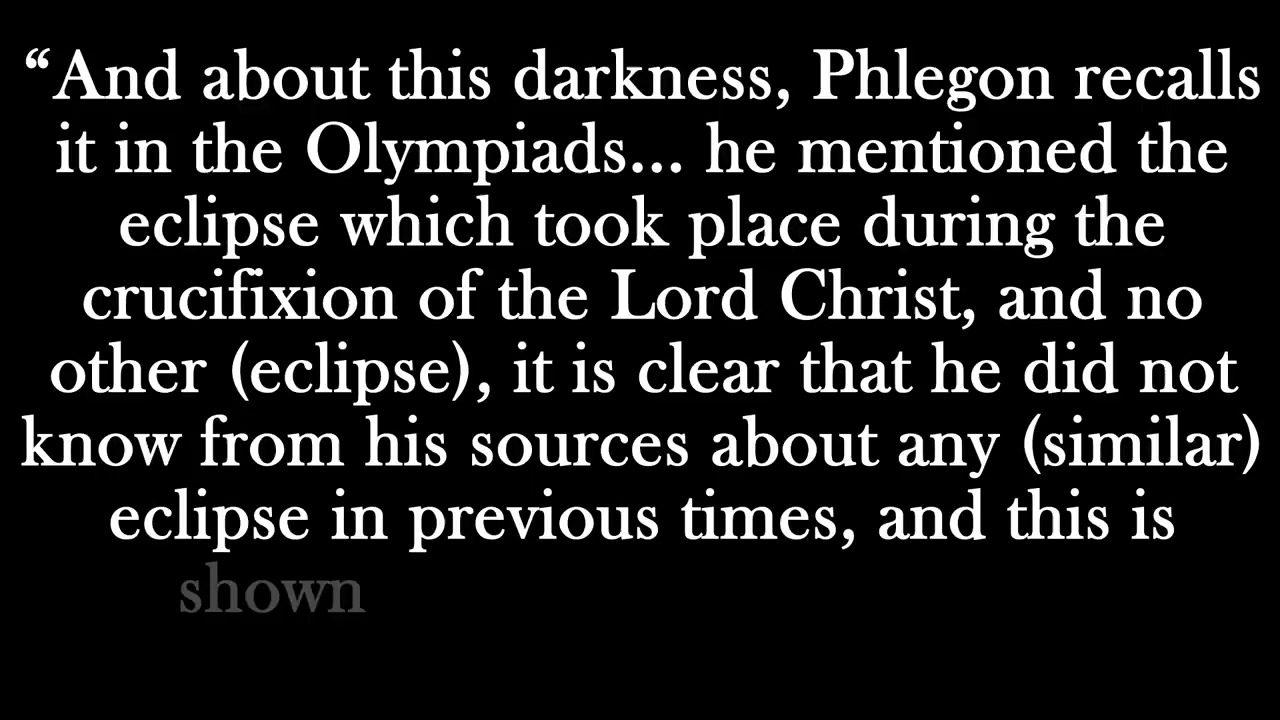 “And about this darkness, Phlegon recalls
it in the Olympiads... he mentioned the
eclipse which took place during the
crucifixion of the Lord Christ, and no
other (eclipse), it is clear that he did not
know from his sources about any (similar)
eclipse in previous times, and this is
shown